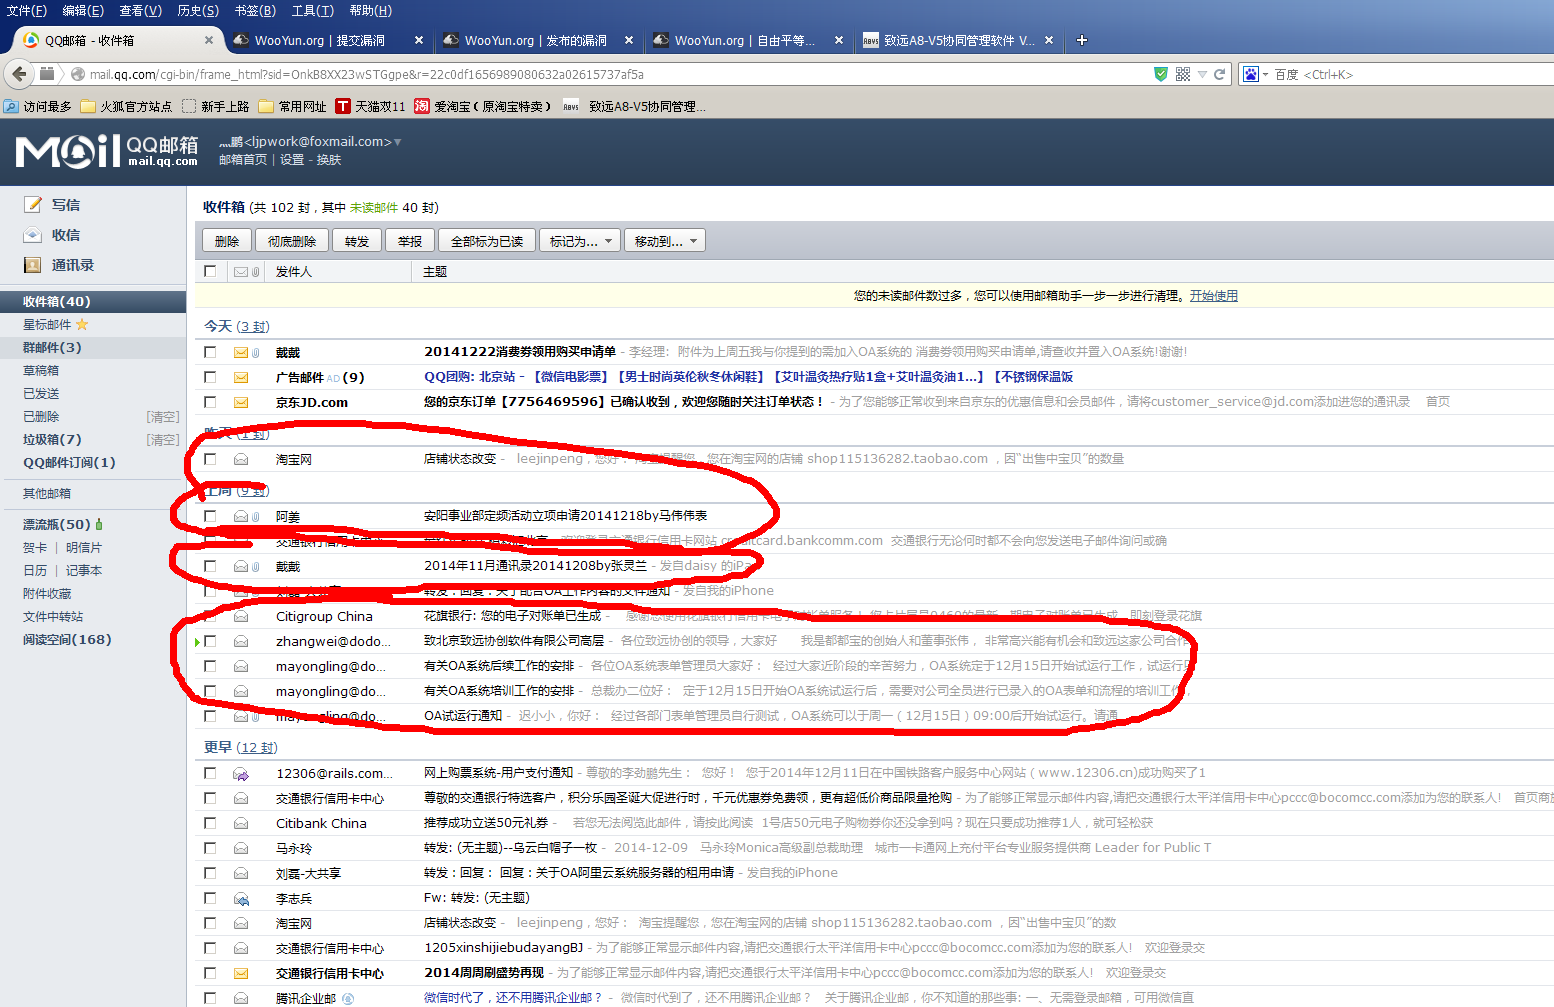 文件(F) 编辑(E) 查看(V) 历史(S) 书签(B) 工具(T) 帮助(H)
QQ邮箱 - 收件箱 × WooYun.org | 提交漏洞 × WooYun.org | 发布的漏洞 × WooYun.org | 自由平等... × 致远A8-V5协同管理软件 V... × +
mail.qq.com/cgi-bin/frame_html?sid=OnkB8XX23wSTGgpe&r=22c0df1656989080632a02615737af5a 百度 <Ctrl+K>
访问最多 火狐官方站点 新手上路 常用网址 天猫双11 爱淘宝（原淘宝特卖） 致远A8-V5协同管理...
Mail QQ邮箱 mail.qq.com
鹏<ljpwork@foxmail.com>
邮箱首页 | 设置 - 换肤
写信
收信
通讯录
收件箱(40)
星标邮件
群邮件(3)
草稿箱
已发送
已删除 [清空]
垃圾箱(7) [清空]
QQ邮件订阅(1)
其他邮箱
漂流瓶(50)
贺卡 | 明信片
日历 | 记事本
附件收藏
文件中转站
阅读空间(168)
收件箱 (共 102 封，其中 未读邮件 40 封)
删除 彻底删除 转发 举报 全部标为已读 标记为... 移动到...
发件人 主题
您的未读邮件数过多，您可以使用邮箱助手一步一步进行清理。开始使用
今天 (3 封)
戴戴 20141222消费券领用购买申请单 - 李经理： 附件为上周五我与你提到的需加入OA系统的 消费券领用购买申请单,请查收并置入OA系统!谢谢!
广告邮件 AD (9) QQ团购: 北京站 - 【微信电影票】【男士时尚英伦秋冬休闲鞋】【艾叶温灸热疗贴1盒+艾叶温灸油1...】【不锈钢保温饭
京东JD.com 您的京东订单【7756469596】已确认收到，欢迎您随时关注订单状态！ - 为了您能够正常收到来自京东的优惠信息和会员邮件，请将customer_service@jd.com添加进您的通讯录 首页
昨天 (1 封)
淘宝网 店铺状态改变 - leejinpeng，您好： 淘宝提醒您，您在淘宝网的店铺 shop115136282.taobao.com ，因“出售中宝贝”的数量
上周 (9 封)
阿姜 安阳事业部定频活动立项申请20141218by马伟伟表
交通银行信用卡中心 欢迎登录交通银行信用卡网站 creditcard.bankcomm.com 交通银行无论何时都不会向您发送电子邮件询问或确
戴戴 2014年11月通讯录20141208by张灵兰 - 发自daisy 的iPa
转发：回复：关于配合OA工作内容的文件通知 - 发自我的iPhone
Citigroup China 花旗银行: 您的电子对账单已生成 - 感谢您使用花旗银行信用卡电子对账单服务！ 您卡片尾号0460的最新一期电子对账单已生成，即刻登录花旗
zhangwei@dodo... 致北京致远协创软件有限公司高层 - 各位致远协创的领导，大家好 我是都都宝的创始人和董事张伟， 非常高兴能有机会和致远这家公司合作
mayongling@do... 有关OA系统后续工作的安排 - 各位OA系统表单管理员大家好： 经过大家近阶段的辛苦努力，OA系统定于12月15日开始试运行工作，试运行
mayongling@do... 有关OA系统培训工作的安排 - 总裁办二位好： 定于12月15日开始OA系统试运行后，需要对公司全员进行已录入的OA表单和流程的培训工作，
mayongling@do... OA试运行通知 - 迟小小，你好： 经过各部门表单管理员自行测试，OA系统可以于周一（12月15日）09:00后开始试运行。请通
更早 (12 封)
12306@rails.com... 网上购票系统-用户支付通知 - 尊敬的李劲鹏先生： 您好！ 您于2014年12月11日在中国铁路客户服务中心网站（www.12306.cn)成功购买了1
交通银行信用卡中心 尊敬的交通银行特选客户，积分乐园圣诞大促进行时，千元优惠券免费领，更有超低价商品限量抢购 - 为了能够正常显示邮件内容,请把交通银行太平洋信用卡中心pccc@bocomcc.com添加为您的联系人! 首页商旅
Citibank China 推荐成功立送50元礼券 - 若您无法阅览此邮件，请按此阅读 1号店50元电子购物券你还没拿到吗？现在只要成功推荐1人，就可轻松获
马永玲 转发: (无主题)--乌云白帽子一枚 - 2014-12-09 马永玲Monica高级副总裁助理 城市一卡通网上充付平台专业服务提供商 Leader for Public T
刘磊-大共享 转发：回复： 回复：关于OA阿里云系统服务器的租用申请 - 发自我的iPhone
李志兵 Fw: 转发: (无主题)
淘宝网 店铺状态改变 - leejinpeng，您好： 淘宝提醒您，您在淘宝网的店铺 shop115136282.taobao.com ，因“出售中宝贝”的数
交通银行信用卡中心 1205xinshijiebudayangBJ - 为了能够正常显示邮件内容,请把交通银行太平洋信用卡中心pccc@bocomcc.com添加为您的联系人! 欢迎登录交
交通银行信用卡中心 2014周周刷盛势再现 - 为了能够正常显示邮件内容,请把交通银行太平洋信用卡中心pccc@bocomcc.com添加为您的联系人! 欢迎登录交
腾讯企业邮 微信时代了，还不用腾讯企业邮？ - 微信时代到了，还不用腾讯企业邮？ 关于腾讯企业邮，你不知道的那些事: 一、无需登录邮箱，可用微信直